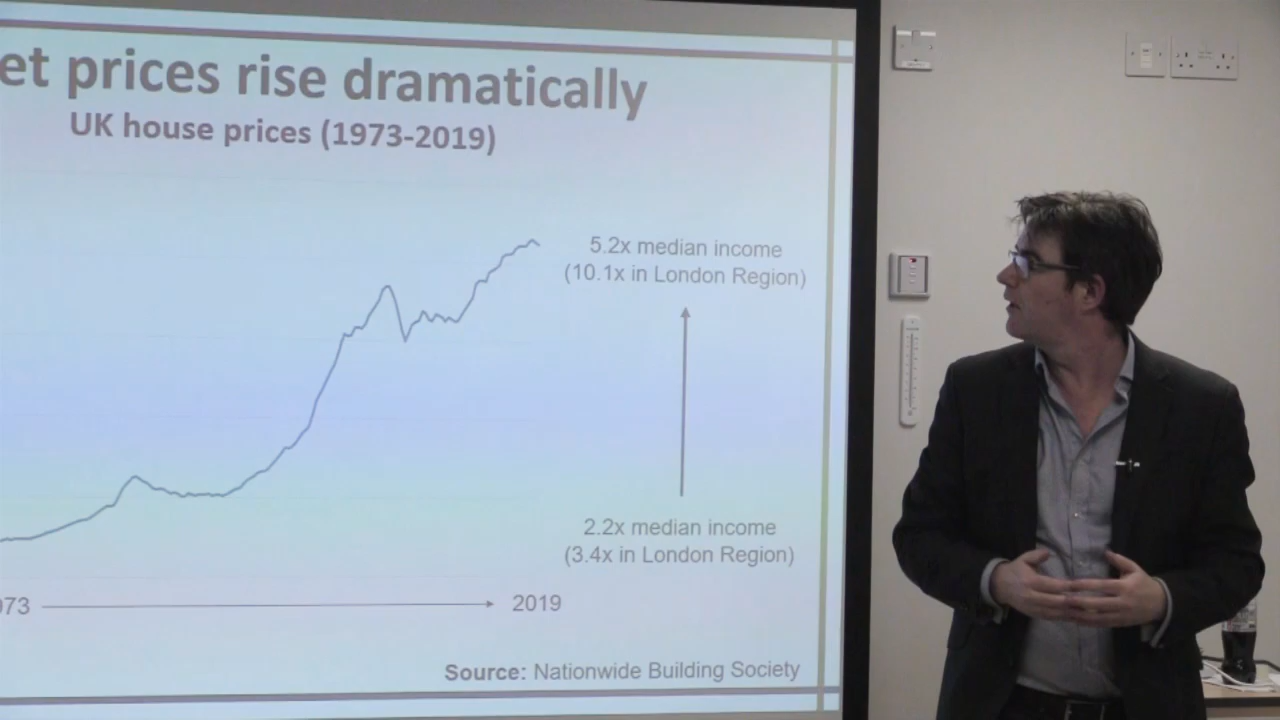 et prices rise dramatically
UK house prices (1973-2019)
5.2x median income
(10.1x in London Region)
2.2x median income
(3.4x in London Region)
973 2019
Source: Nationwide Building Society